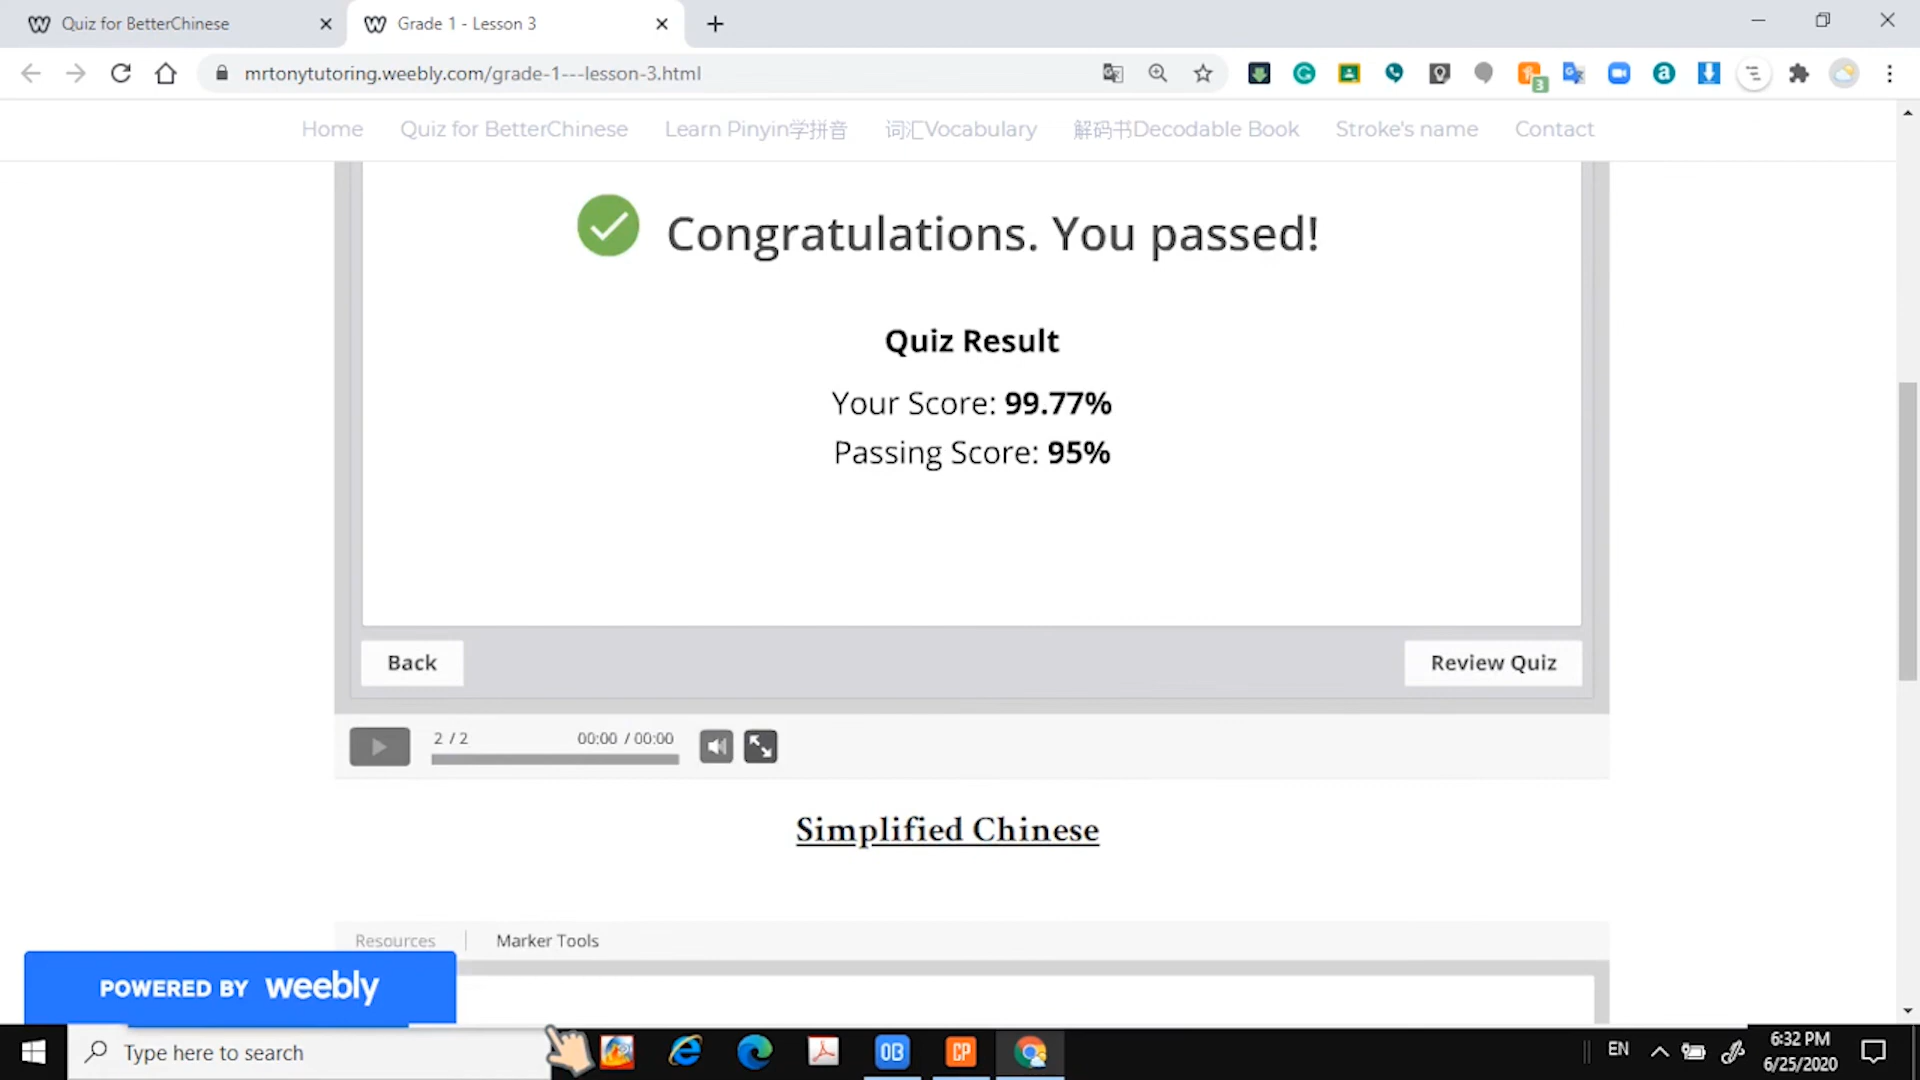 Quiz for BetterChinese
Grade 1 - Lesson 3
mrtonytutoring.weebly.com/grade-1---lesson-3.html
3
Home Quiz for BetterChinese Learn Pinyin学拼音 词汇Vocabulary 解码书Decodable Book Stroke's name Contact
Congratulations. You passed!
Quiz Result
Your Score: 99.77%
Passing Score: 95%
Back
Review Quiz
2 / 2 00:00 / 00:00
Simplified Chinese
Resources Marker Tools
POWERED BY weebly
Type here to search
OB
CP
EN
6:32 PM
6/25/2020